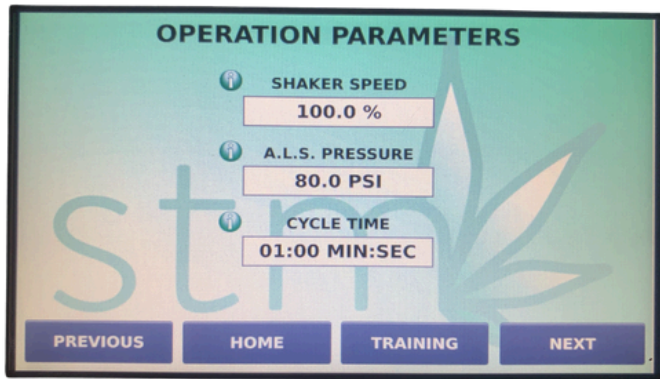 OPERATION PARAMETERS
SHAKER SPEED
100.0 %
A.L.S. PRESSURE
80.0 PSI
CYCLE TIME
01:00 MIN:SEC
stm
PREVIOUS HOME TRAINING NEXT